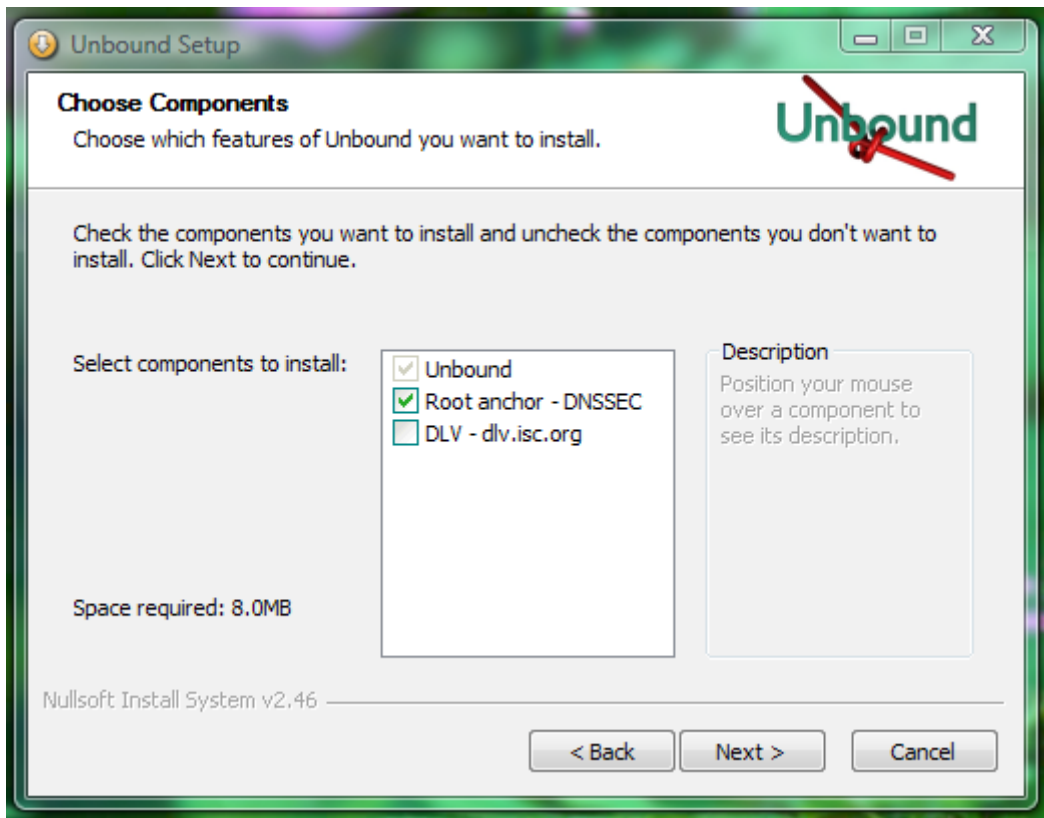 Unbound Setup
Choose Components
Choose which features of Unbound you want to install.
Unbound
Check the components you want to install and uncheck the components you don't want to
install. Click Next to continue.
Select components to install:
Unbound
Root anchor - DNSSEC
DLV - dlv.isc.org
Description
Position your mouse
over a component to
see its description.
Space required: 8.0MB
Nullsoft Install System v2.46
< Back
Next >
Cancel